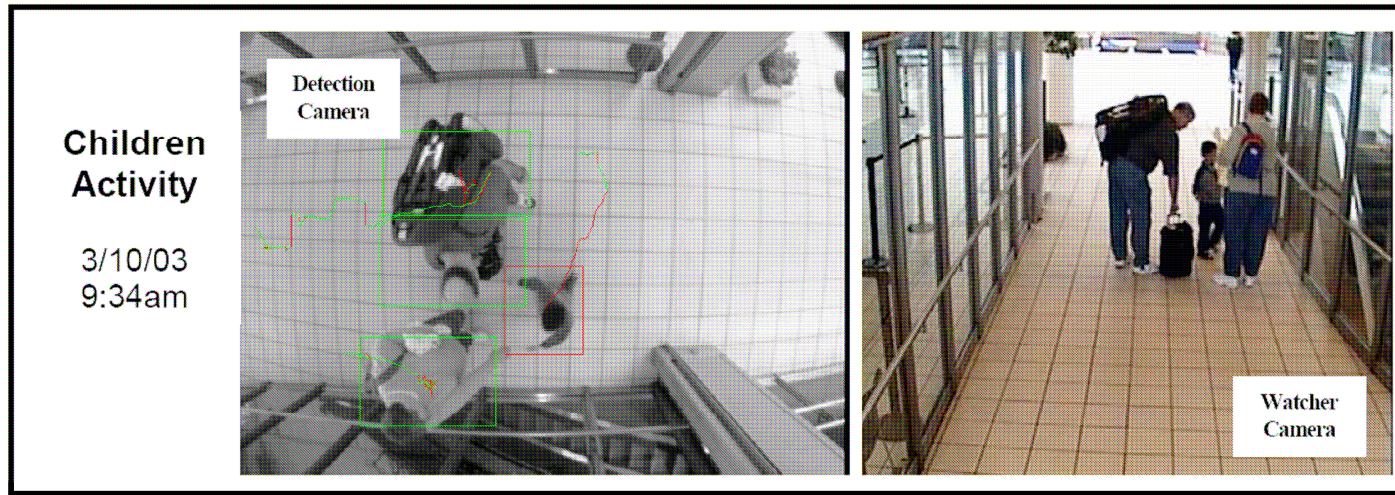 Children
Activity
3/10/03
9:34am
Detection
Camera
Watcher
Camera